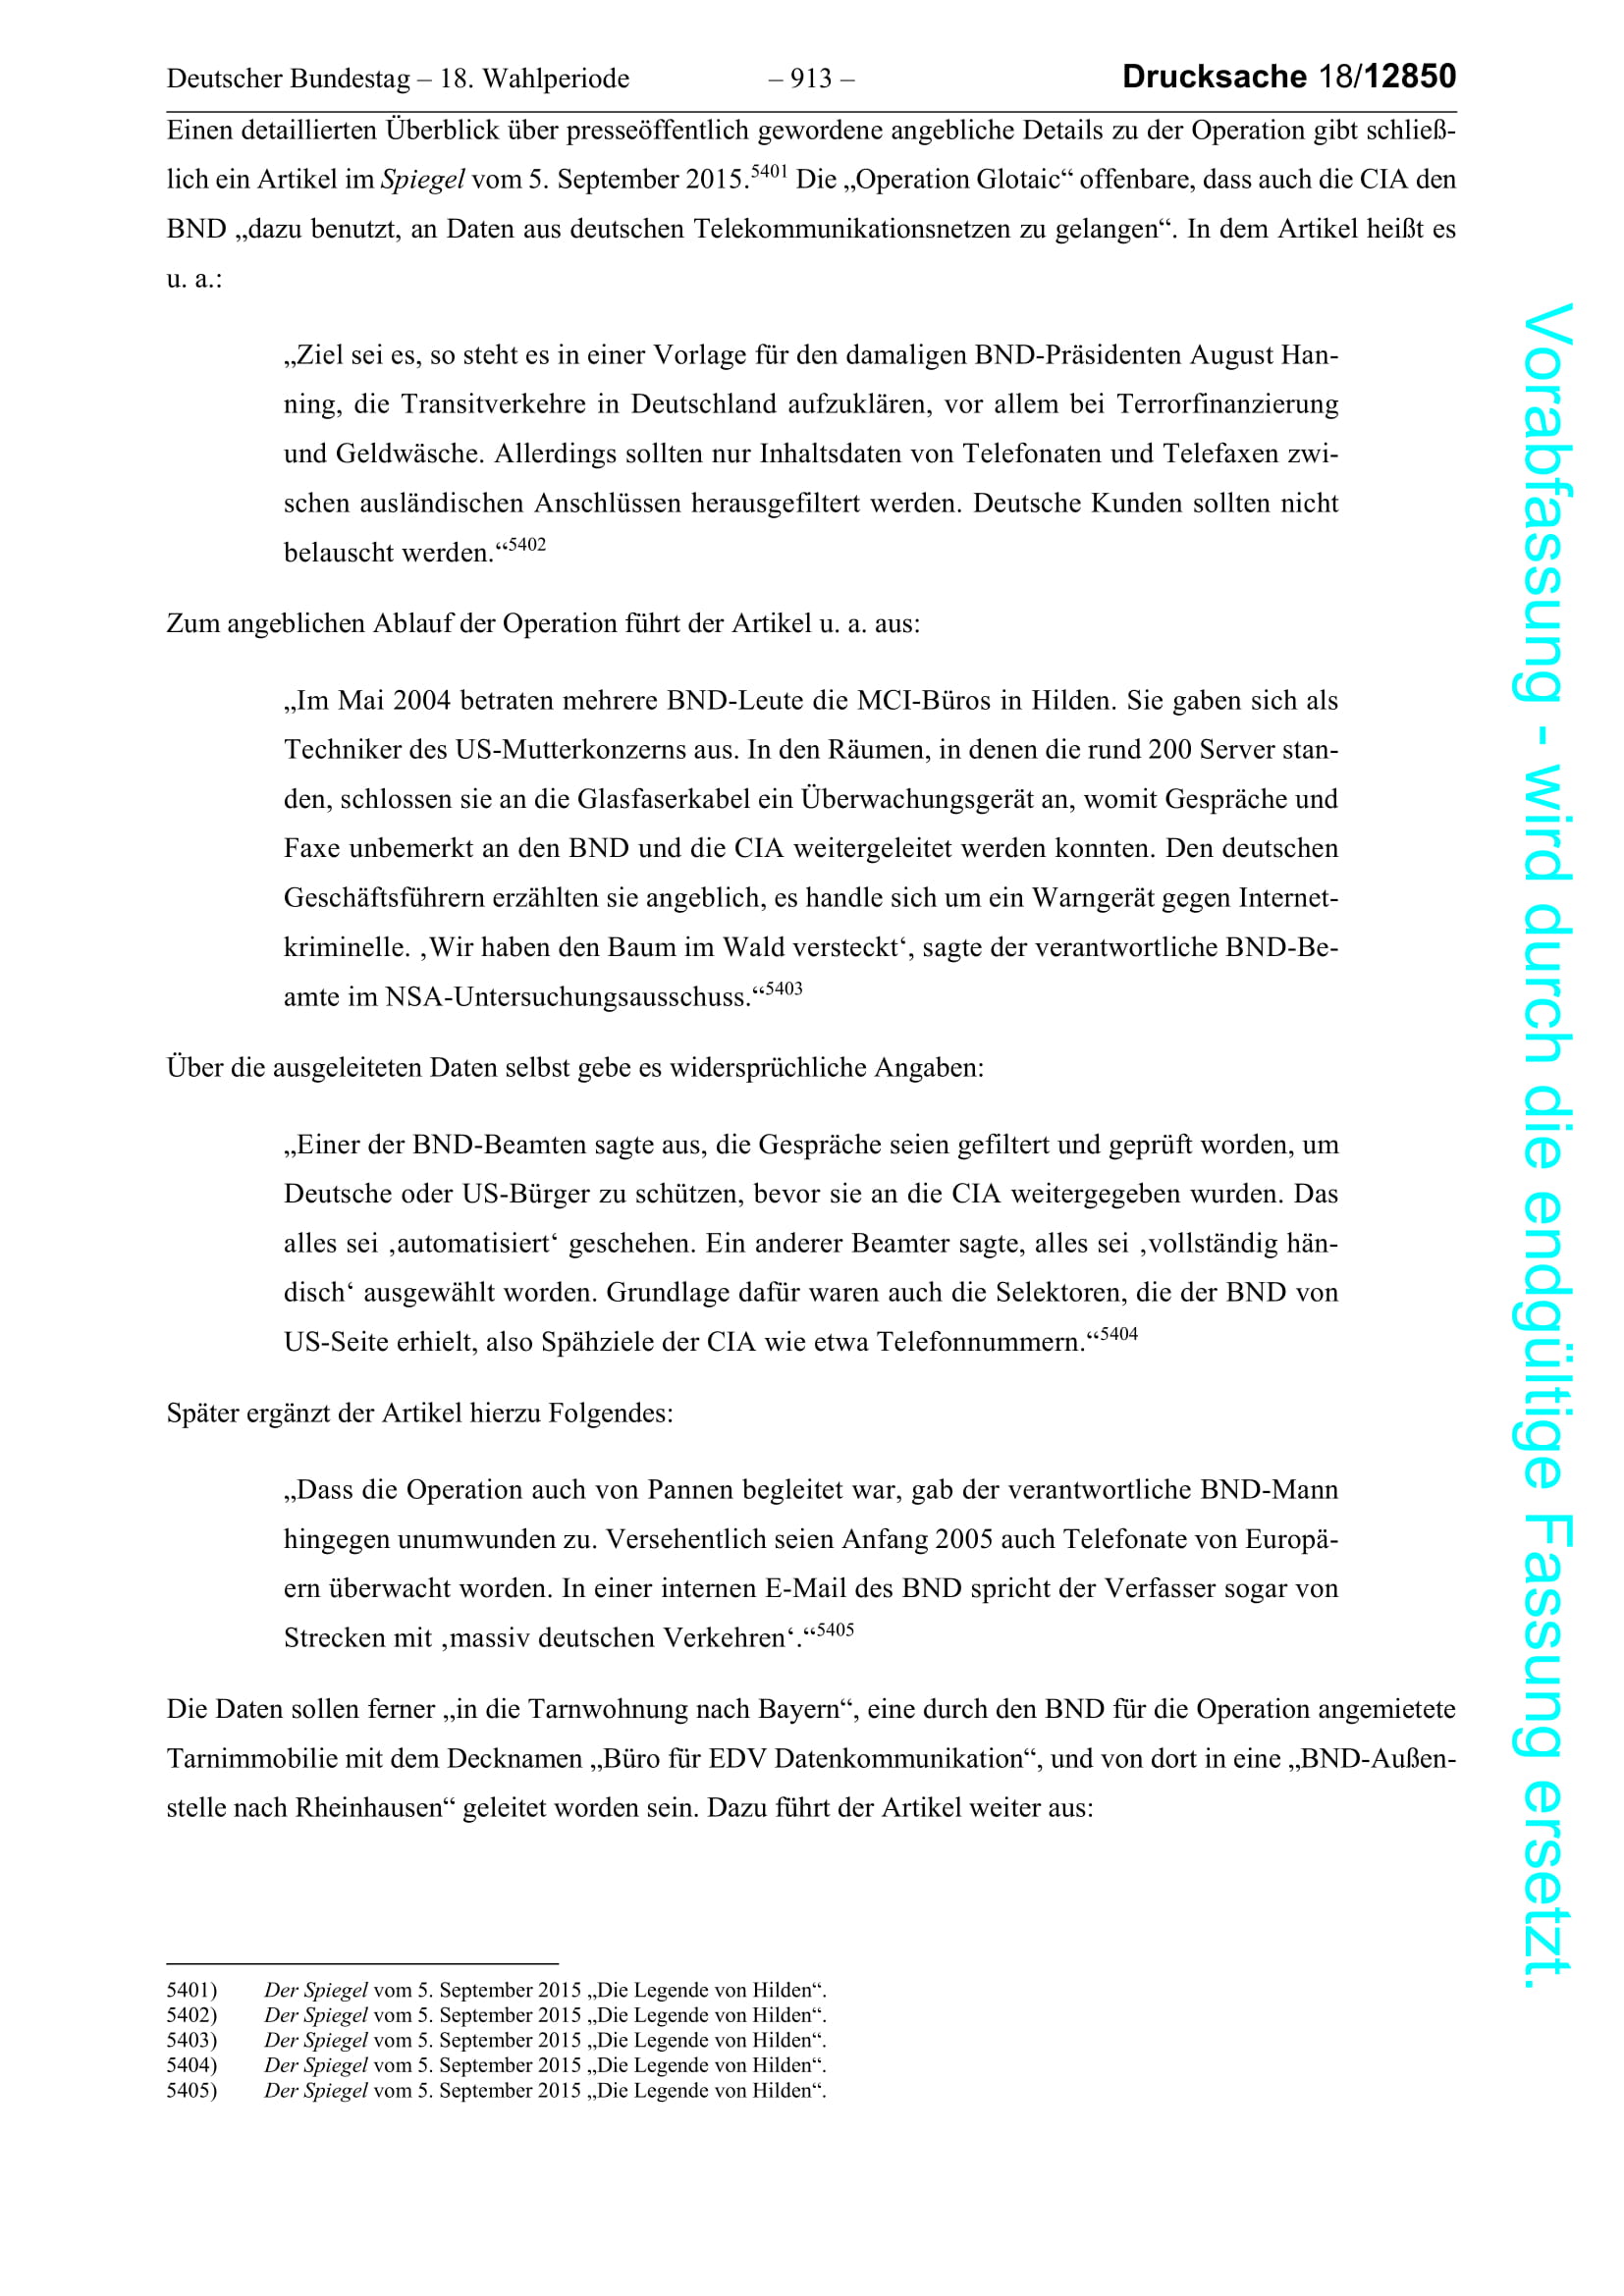 Deutscher Bundestag – 18. Wahlperiode – 913 – Drucksache 18/12850
Einen detaillierten Überblick über presseöffentlich gewordene angebliche Details zu der Operation gibt schließ-
lich ein Artikel im Spiegel vom 5. September 2015.5401 Die „Operation Glotaic“ offenbare, dass auch die CIA den
BND „dazu benutzt, an Daten aus deutschen Telekommunikationsnetzen zu gelangen“. In dem Artikel heißt es
u. a.:
„Ziel sei es, so steht es in einer Vorlage für den damaligen BND-Präsidenten August Han-
ning, die Transitverkehre in Deutschland aufzuklären, vor allem bei Terrorfinanzierung
und Geldwäsche. Allerdings sollten nur Inhaltsdaten von Telefonaten und Telefaxen zwi-
schen ausländischen Anschlüssen herausgefiltert werden. Deutsche Kunden sollten nicht
belauscht werden.“5402
Zum angeblichen Ablauf der Operation führt der Artikel u. a. aus:
„Im Mai 2004 betraten mehrere BND-Leute die MCI-Büros in Hilden. Sie gaben sich als
Techniker des US-Mutterkonzerns aus. In den Räumen, in denen die rund 200 Server stan-
den, schlossen sie an die Glasfaserkabel ein Überwachungsgerät an, womit Gespräche und
Faxe unbemerkt an den BND und die CIA weitergeleitet werden konnten. Den deutschen
Geschäftsführern erzählten sie angeblich, es handle sich um ein Warngerät gegen Internet-
kriminelle. ‚Wir haben den Baum im Wald versteckt‘, sagte der verantwortliche BND-Be-
amte im NSA-Untersuchungsausschuss.“5403
Über die ausgeleiteten Daten selbst gebe es widersprüchliche Angaben:
„Einer der BND-Beamten sagte aus, die Gespräche seien gefiltert und geprüft worden, um
Deutsche oder US-Bürger zu schützen, bevor sie an die CIA weitergegeben wurden. Das
alles sei ‚automatisiert‘ geschehen. Ein anderer Beamter sagte, alles sei ‚vollständig hän-
disch‘ ausgewählt worden. Grundlage dafür waren auch die Selektoren, die der BND von
US-Seite erhielt, also Spähziele der CIA wie etwa Telefonnummern.“5404
Später ergänzt der Artikel hierzu Folgendes:
„Dass die Operation auch von Pannen begleitet war, gab der verantwortliche BND-Mann
hingegen unumwunden zu. Versehentlich seien Anfang 2005 auch Telefonate von Europä-
ern überwacht worden. In einer internen E-Mail des BND spricht der Verfasser sogar von
Strecken mit ‚massiv deutschen Verkehren‘.“5405
Die Daten sollen ferner „in die Tarnwohnung nach Bayern“, eine durch den BND für die Operation angemietete
Tarnimmobilie mit dem Decknamen „Büro für EDV Datenkommunikation“, und von dort in eine „BND-Außen-
stelle nach Rheinhausen“ geleitet worden sein. Dazu führt der Artikel weiter aus:
5401) Der Spiegel vom 5. September 2015 „Die Legende von Hilden“.
5402) Der Spiegel vom 5. September 2015 „Die Legende von Hilden“.
5403) Der Spiegel vom 5. September 2015 „Die Legende von Hilden“.
5404) Der Spiegel vom 5. September 2015 „Die Legende von Hilden“.
5405) Der Spiegel vom 5. September 2015 „Die Legende von Hilden“.
Vorabfassung - wird durch die endgültige Fassung ersetzt.